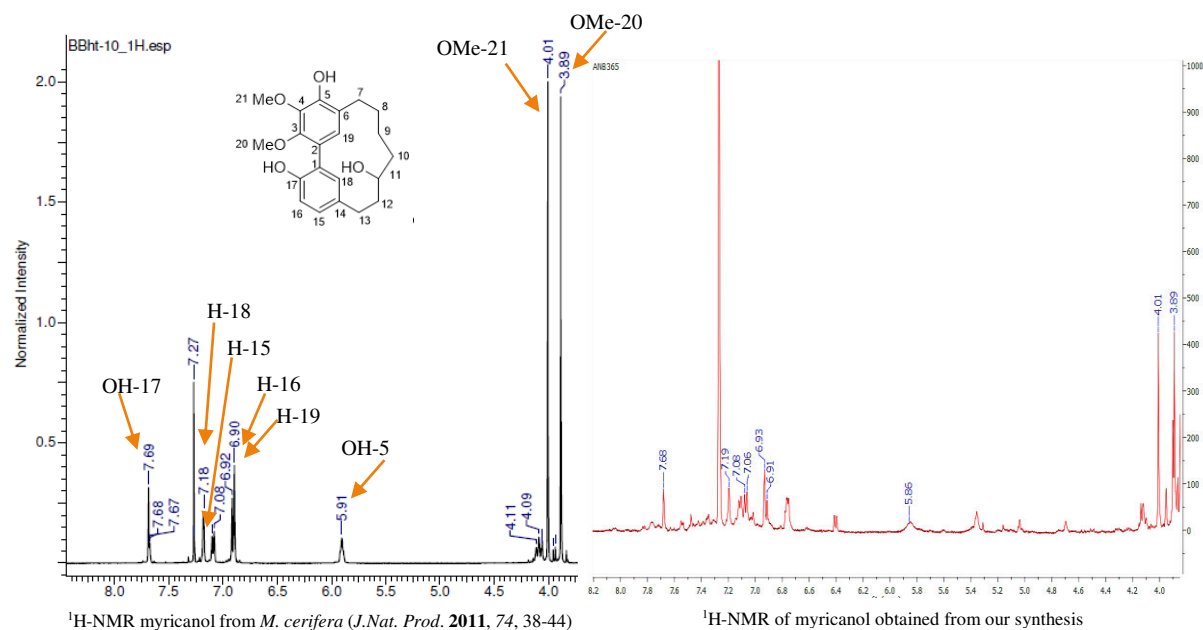 OMe-20
OMe-21
BBht-10_1H.esp
4.01
3.89
OH
21 MeO
4
5
7
6
8
3
19
9
20 MeO
2
10
1
HO
HO
11
17
18
12
16
14
15
13
Normalized Intensity
2.0
1.5
1.0
0.5
H-18
7.27
H-15
OH-17
H-16
H-19
7.69
7.68
7.67
7.18
7.08
6.92
6.90
OH-5
5.91
4.11
4.09
8.0 7.5 7.0 6.5 6.0 5.5 5.0 4.5 4.0
¹H-NMR myricanol from M. cerifera (J.Nat. Prod. 2011, 74, 38-44)
ANB365
1000
900
800
700
600
500
400
300
200
100
0
7.68
7.19
7.08
7.06
6.93
6.91
5.86
4.01
3.89
8.2 8.0 7.8 7.6 7.4 7.2 7.0 6.8 6.6 6.4 6.2 6.0 5.8 5.6 5.4 5.2 5.0 4.8 4.6 4.4 4.2 4.0
¹H-NMR of myricanol obtained from our synthesis